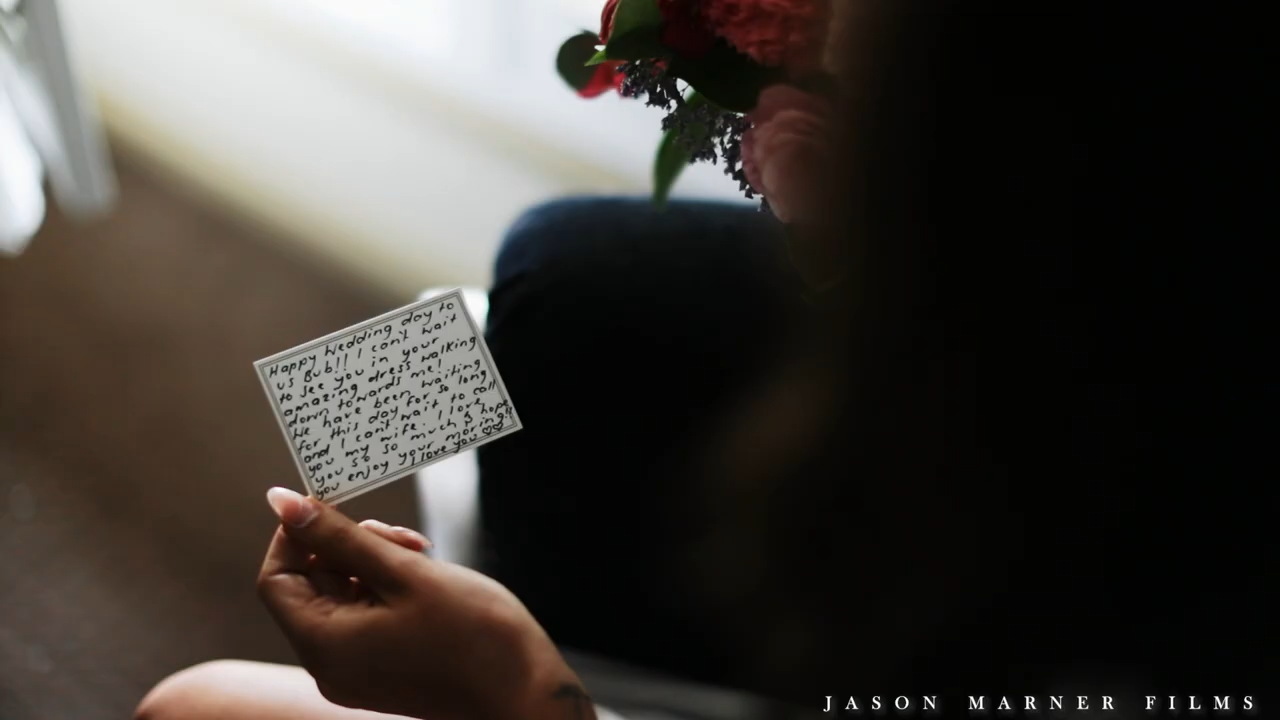 Happy Wedding day to
us Bub!! I can't wait
to see you in your
amazing dress walking
down towards me!
We have been waiting
for this day for so long
and I can't wait to call
you my wife. I love
you so so much & hope
you enjoy your moring!!
I love you ♡♡
JASON MARNER FILMS